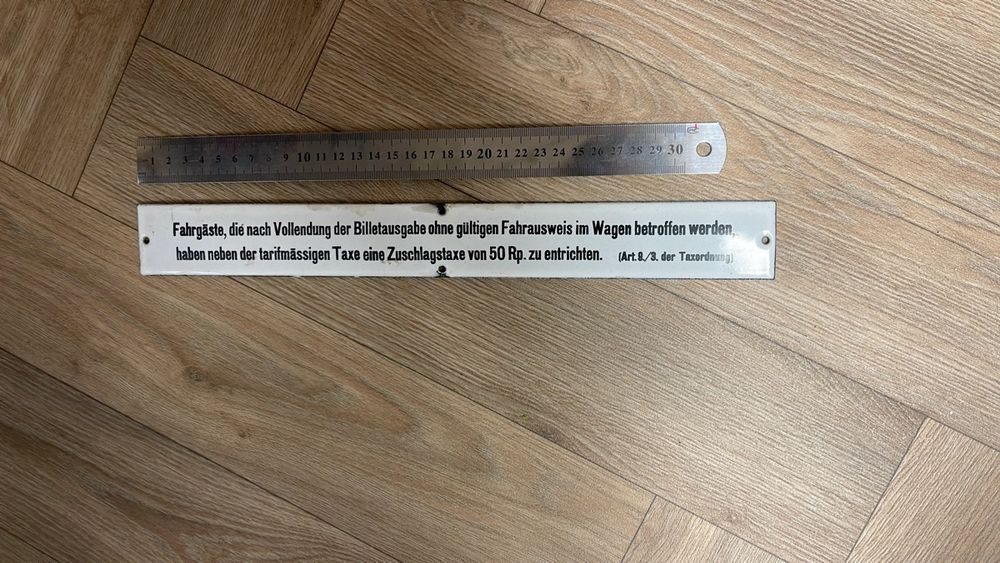 1 2 3 4 5 6 7 8 9 10 11 12 13 14 15 16 17 18 19 20 21 22 23 24 25 26 27 28 29 30
Fahrgäste, die nach Vollendung der Billetausgabe ohne gültigen Fahrausweis im Wagen betroffen werden,
haben neben der tarifmässigen Taxe eine Zuschlagstaxe von 50 Rp. zu entrichten. (Art. 9./3. der Taxordnung)